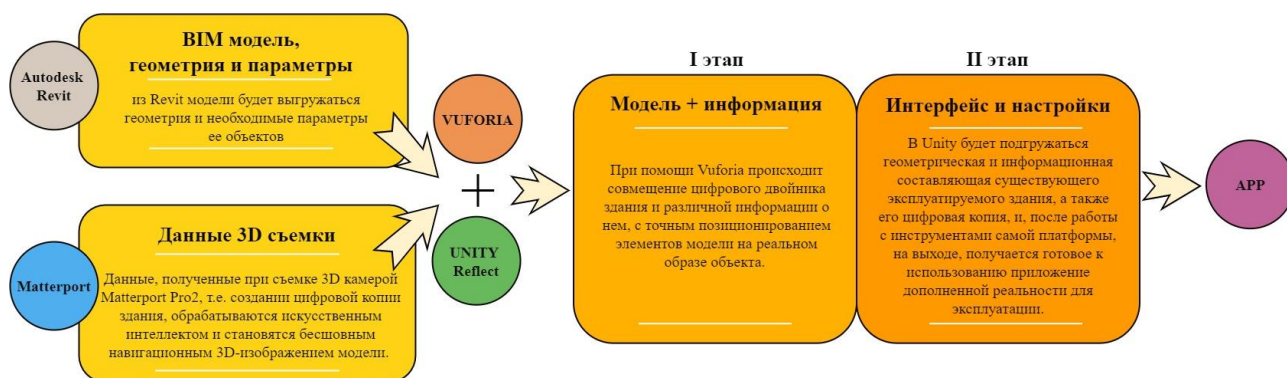 Autodesk
Revit
BIM модель,
геометрия и параметры
из Revit модели будет выгружаться
геометрия и необходимые параметры
ее объектов
Matterport
Данные 3D съемки
Данные, полученные при съемке 3D камерой
Matterport Pro2, т.е. создании цифровой копии
здания, обрабатываются искусственным
интеллектом и становятся бесшовным
навигационным 3D-изображением модели.
VUFORIA
+
UNITY
Reflect
I этап
Модель + информация
При помощи Vuforia происходит
совмещение цифрового двойника
здания и различной информации о
нем, с точным позиционированием
элементов модели на реальном
образе объекта.
II этап
Интерфейс и настройки
В Unity будет подгружаться
геометрическая и информационная
составляющая существующего
эксплуатируемого здания, а также
его цифровая копия, и, после работы
с инструментами самой платформы,
на выходе, получается готовое к
использованию приложение
дополненной реальности для
эксплуатации.
APP